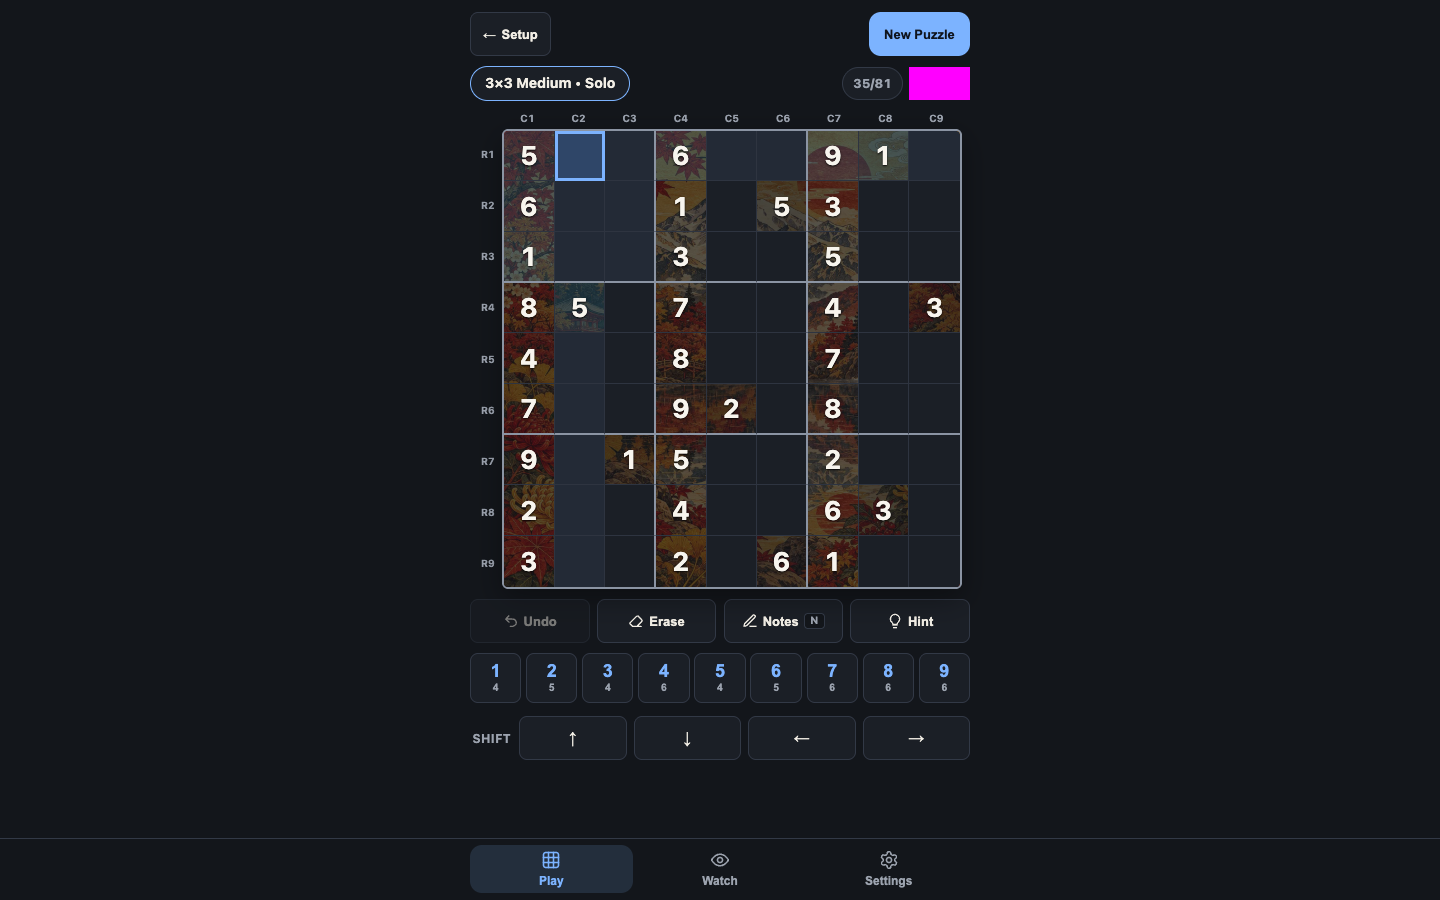 ← Setup
New Puzzle
3×3 Medium • Solo
35/81
C1 C2 C3 C4 C5 C6 C7 C8 C9
R1 5 6 9 1
R2 6 1 5 3
R3 1 3 5
R4 8 5 7 4 3
R5 4 8 7
R6 7 9 2 8
R7 9 1 5 2
R8 2 4 6 3
R9 3 2 6 1
Undo Erase Notes N Hint
1 2 3 4 5 6 7 8 9
4 5 4 6 4 5 6 6 6
SHIFT ↑ ↓ ← →
Play Watch Settings